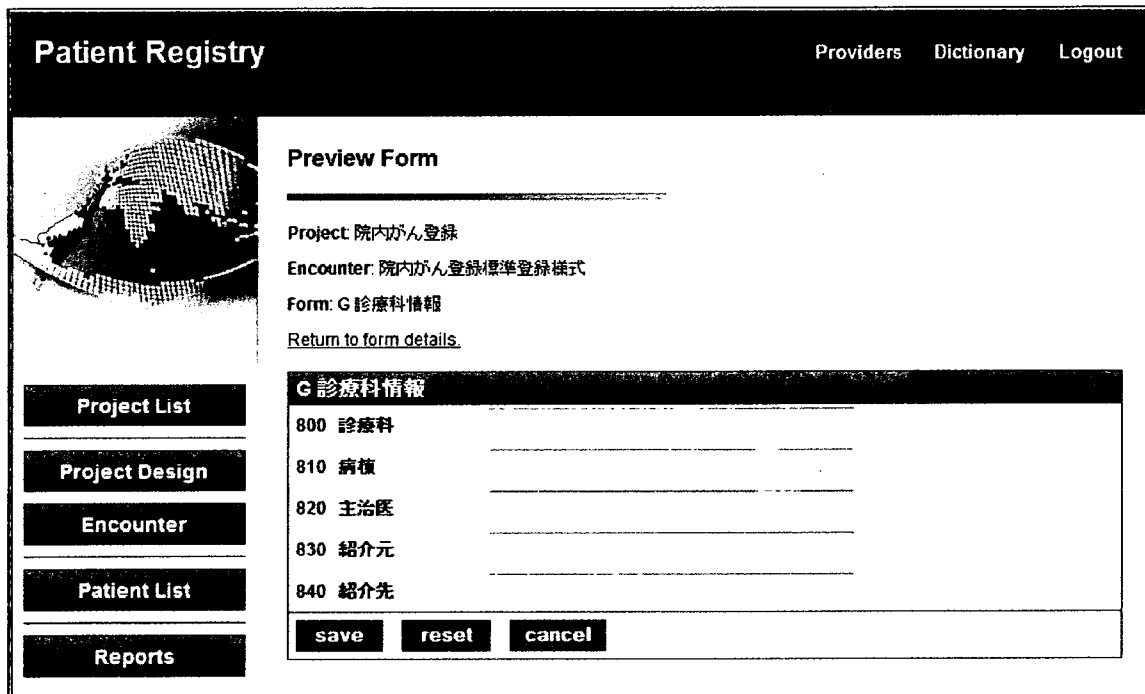 Patient Registry
Providers Dictionary Logout
Preview Form
Project: 院内がん登録
Encounter: 院内がん登録標準登録様式
Form: G 診療科情報
Return to form details.
Project List
Project Design
Encounter
Patient List
Reports
G 診療科情報
800 診療科
810 病棟
820 主治医
830 紹介元
840 紹介先
save reset cancel